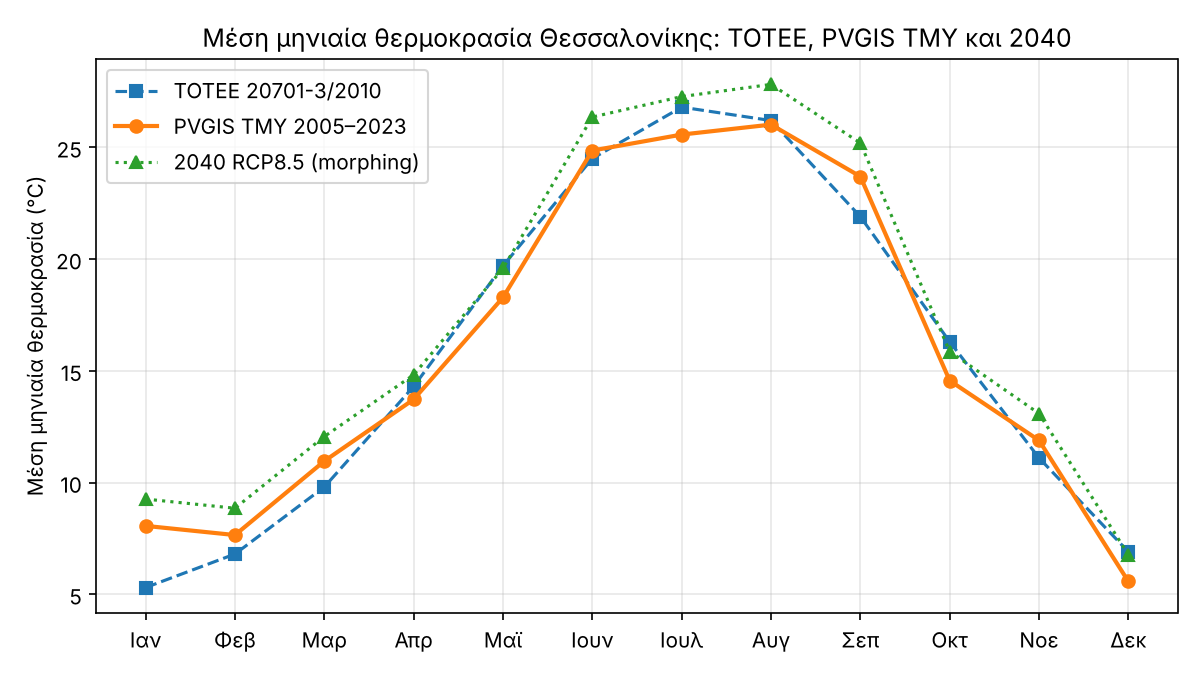 Μέση μηνιαία θερμοκρασία Θεσσαλονίκης: ΤΟΤΕΕ, PVGIS TMY και 2040
ΤΟΤΕΕ 20701-3/2010
PVGIS TMY 2005–2023
2040 RCP8.5 (morphing)
Μέση μηνιαία θερμοκρασία (°C)
25
20
15
10
5
Ιαν Φεβ Μαρ Απρ Μαϊ Ιουν Ιουλ Αυγ Σεπ Οκτ Νοε Δεκ